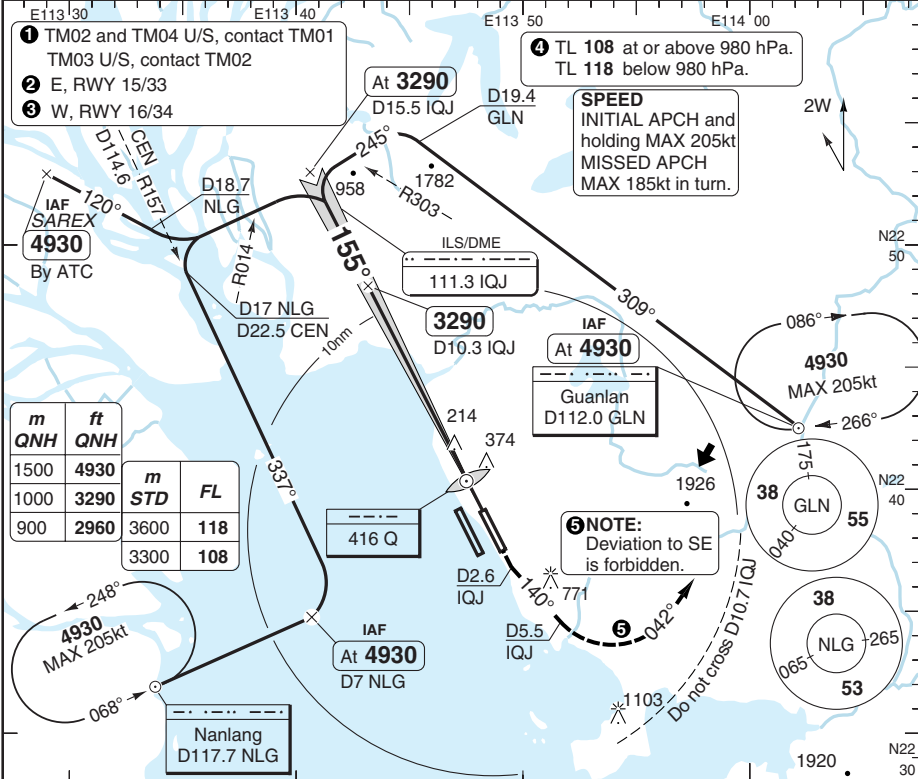 E113 30
E113 40
E113 50
E114 00
1 TM02 and TM04 U/S, contact TM01
TM03 U/S, contact TM02
2 E, RWY 15/33
3 W, RWY 16/34
4 TL 108 at or above 980 hPa.
TL 118 below 980 hPa.
SPEED
INITIAL APCH and
holding MAX 205kt
MISSED APCH
MAX 185kt in turn.
2W
At 3290
D15.5 IQJ
D19.4
GLN
245°
958
1782
R303
CEN R157
D114.6
D18.7
NLG
120°
IAF
SAREX
4930
By ATC
R014
155°
ILS/DME
111.3 IQJ
N22
50
D17 NLG
D22.5 CEN
10nm
3290
D10.3 IQJ
309°
IAF
At 4930
Guanlan
D112.0 GLN
086°
4930
MAX 205kt
266°
m QNH ft QNH
1500 4930
1000 3290
900 2960
m STD FL
3600 118
3300 108
337°
214
374
416 Q
1926
175
GLN
38
55
040
N22
40
5 NOTE:
Deviation to SE
is forbidden.
D2.6
IQJ
140°
771
D5.5
IQJ
5
042°
Do not cross D10.7 IQJ
1103
248°
4930
MAX 205kt
068°
IAF
At 4930
D7 NLG
Nanlang
D117.7 NLG
38
NLG
265
065
53
1920
N22
30